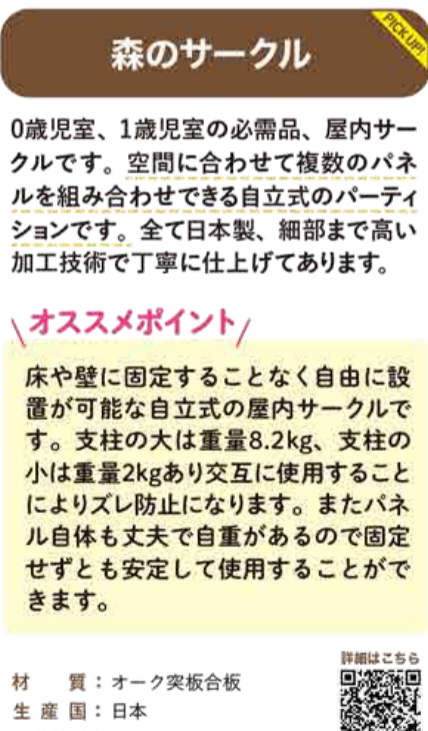 PICK UP!
森のサークル
0歳児室、1歳児室の必需品、屋内サー
クルです。空間に合わせて複数のパネ
ルを組み合わせできる自立式のパーティ
ションです。全て日本製、細部まで高い
加工技術で丁寧に仕上げてあります。
オススメポイント
床や壁に固定することなく自由に設
置が可能な自立式の屋内サークルで
す。支柱の大は重量8.2kg、支柱の
小は重量2kgあり交互に使用すること
によりズレ防止になります。またパネ
ル自体も丈夫で自重があるので固定
せずとも安定して使用することがで
きます。
詳細はこちら
材　質：オーク突板合板
生産国：日本